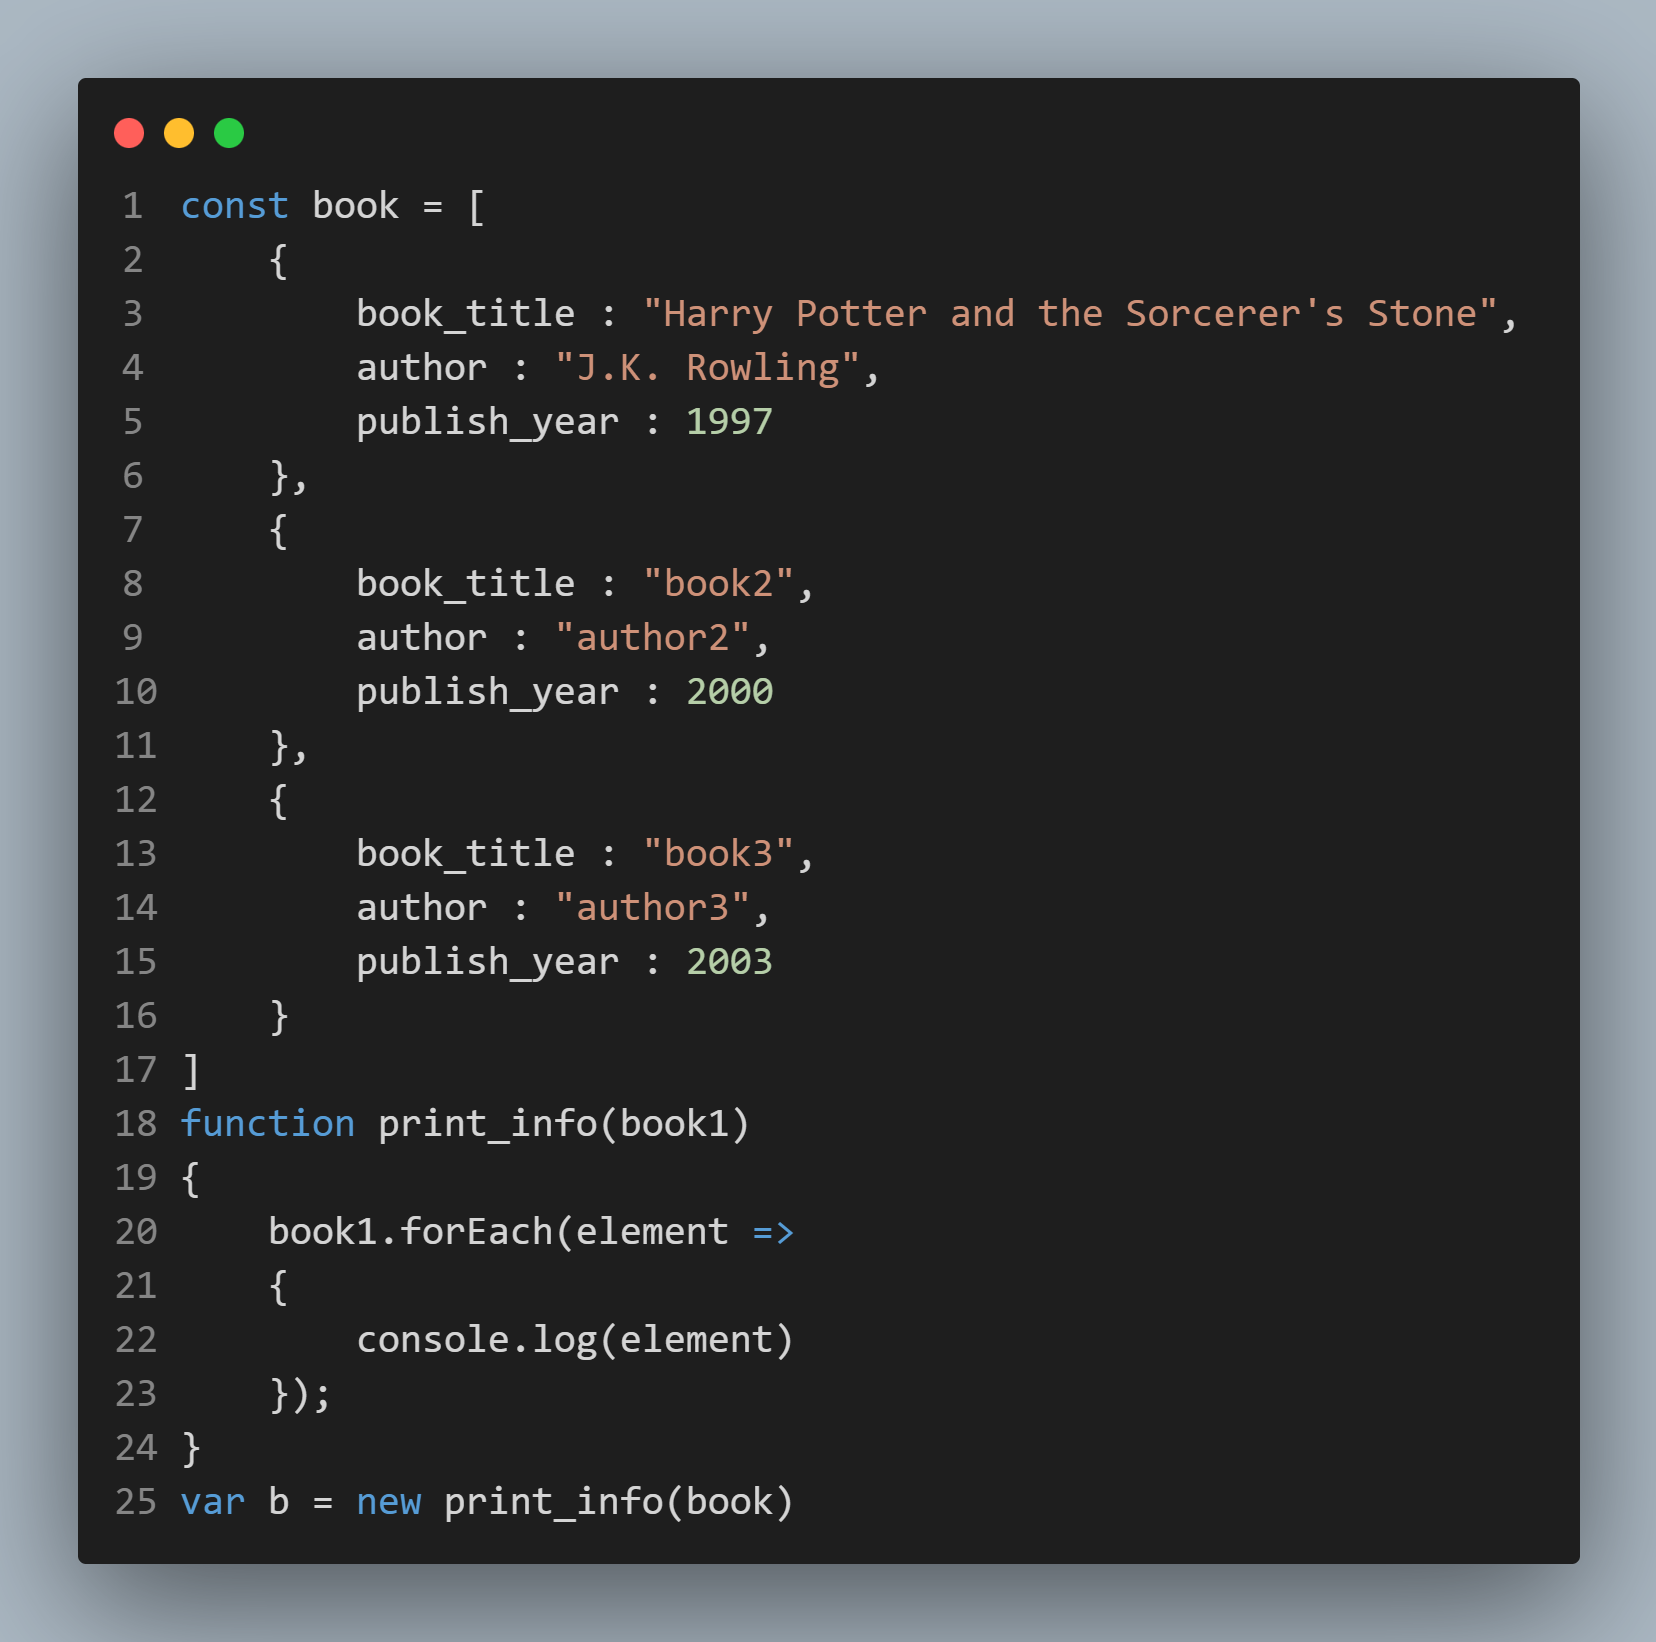 1 const book = [
2     {
3         book_title : "Harry Potter and the Sorcerer's Stone",
4         author : "J.K. Rowling",
5         publish_year : 1997
6     },
7     {
8         book_title : "book2",
9         author : "author2",
10         publish_year : 2000
11     },
12     {
13         book_title : "book3",
14         author : "author3",
15         publish_year : 2003
16     }
17 ]
18 function print_info(book1)
19 {
20     book1.forEach(element =>
21     {
22         console.log(element)
23     });
24 }
25 var b = new print_info(book)